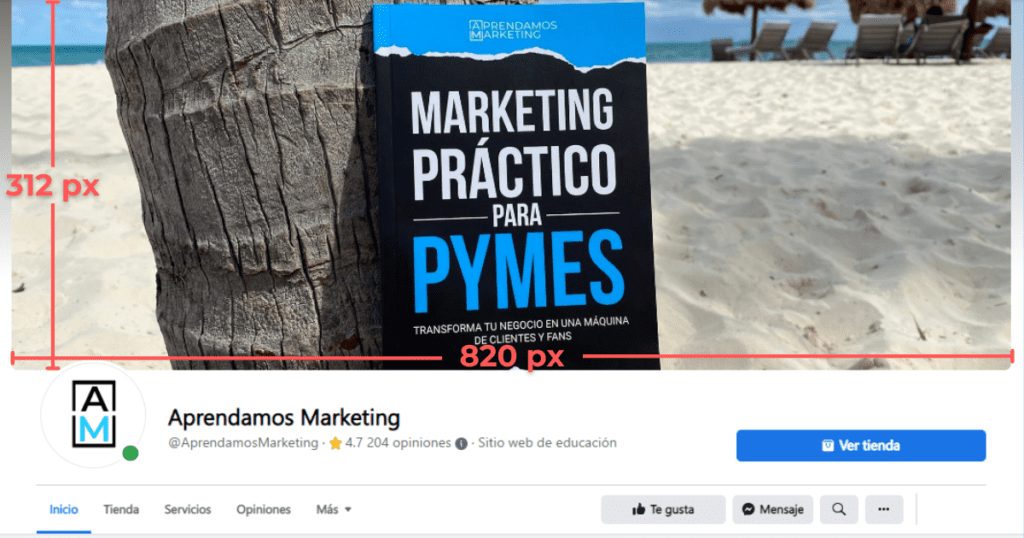 APRENDAMOS
MARKETING
MARKETING
PRÁCTICO
PARA
PYMES
TRANSFORMA TU NEGOCIO EN UNA MÁQUINA
DE CLIENTES Y FANS
312 px
820 px
AM
Aprendamos Marketing
@AprendamosMarketing · 4.7 204 opiniones · Sitio web de educación
Ver tienda
Inicio Tienda Servicios Opiniones Más Te gusta Mensaje